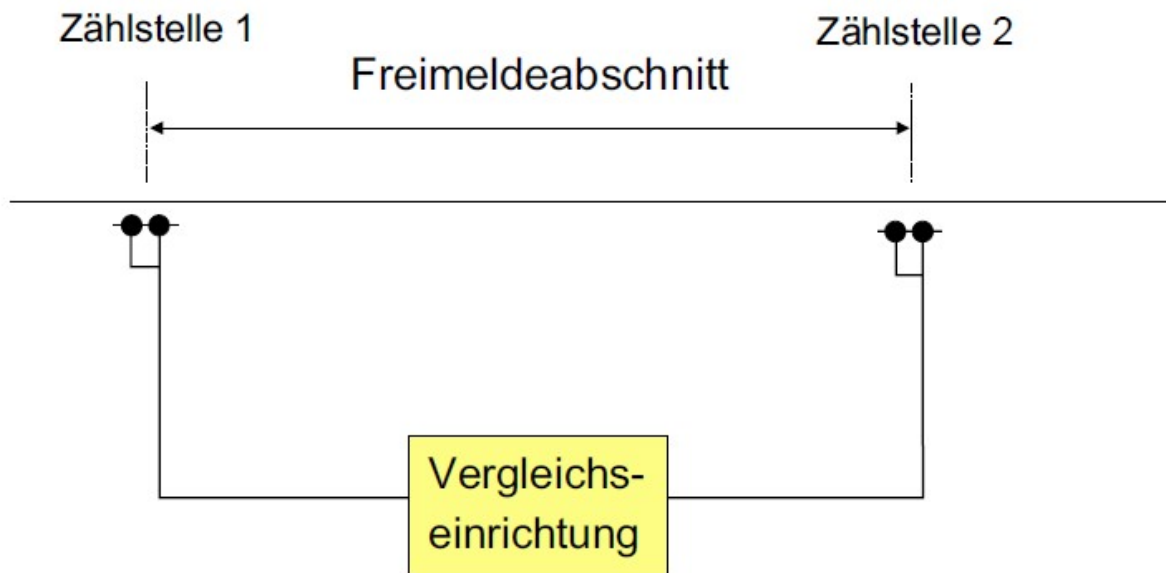 Zählstelle 1
Zählstelle 2
Freimeldeabschnitt
Vergleichs-
einrichtung